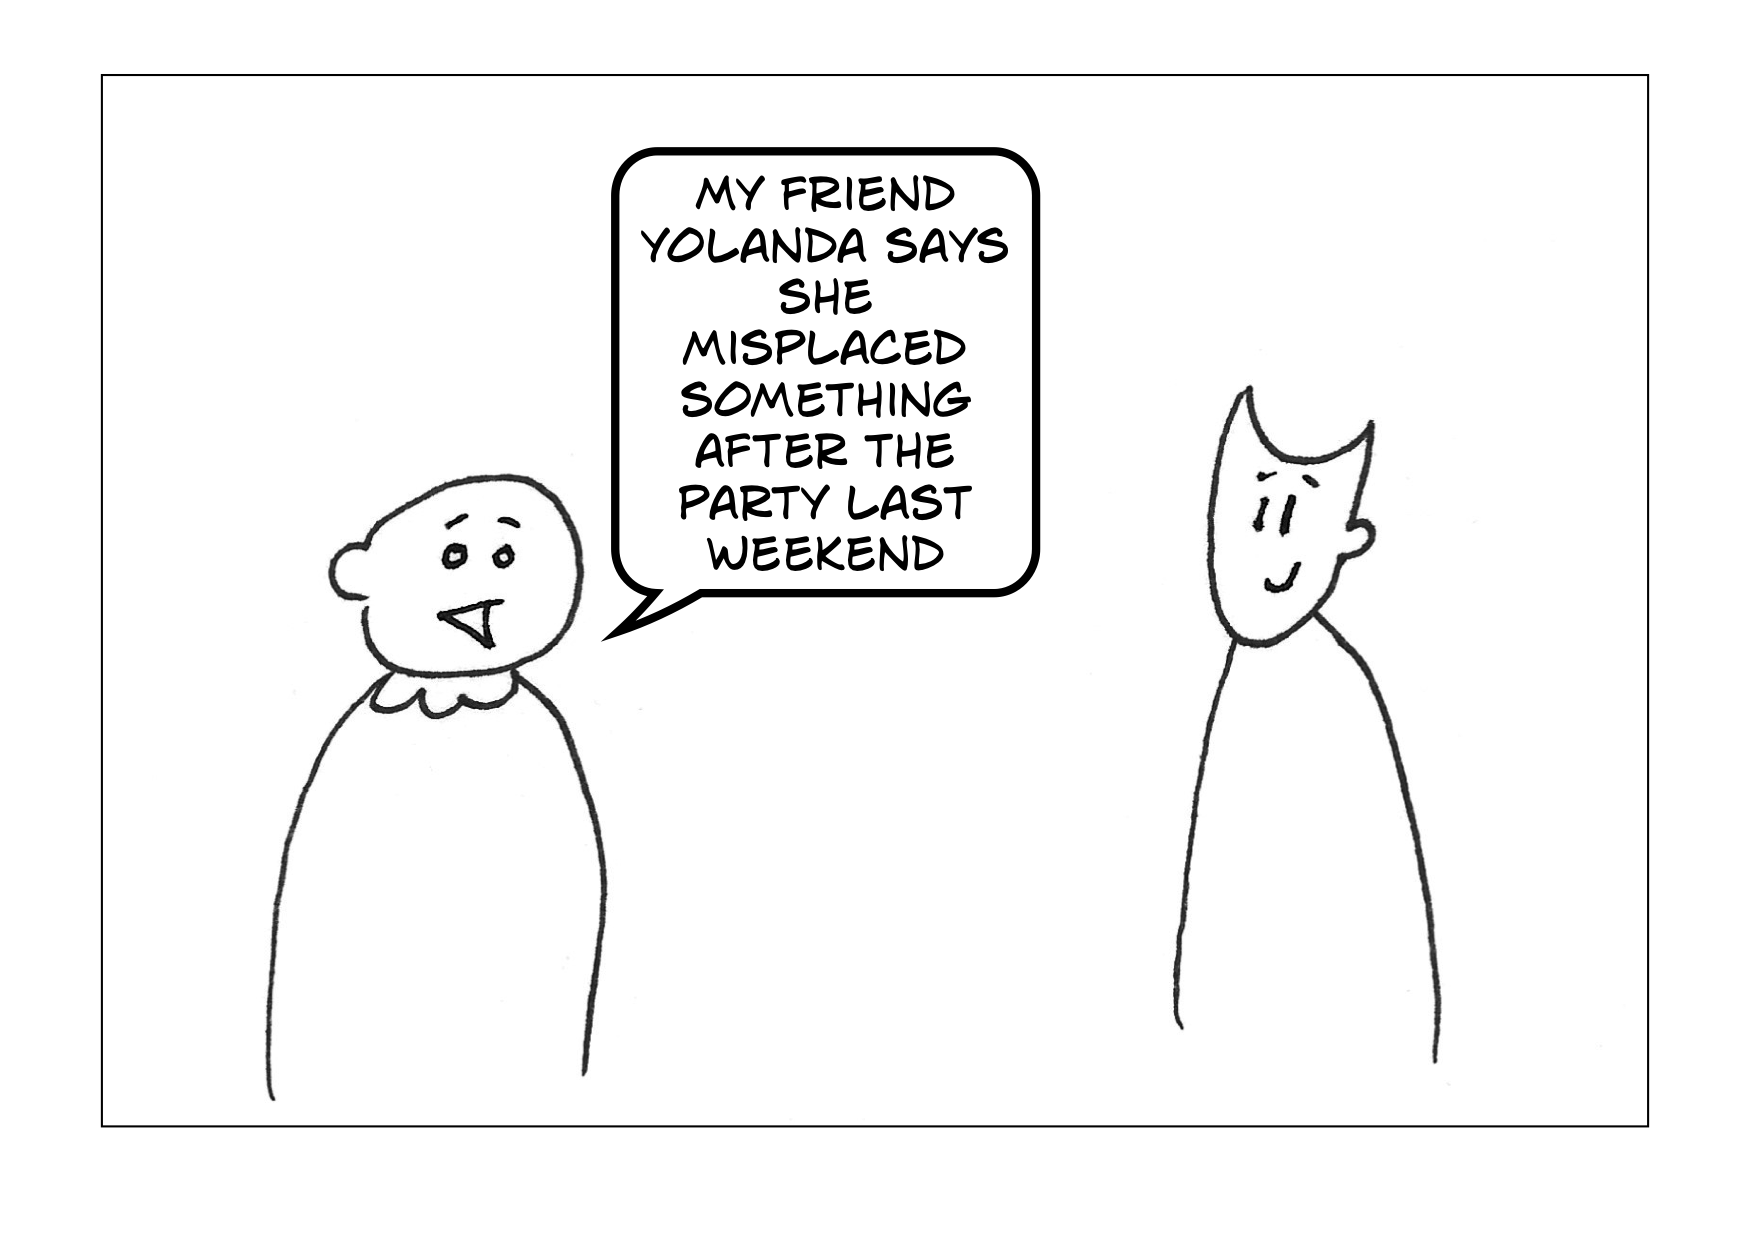 MY FRIEND
YOLANDA SAYS
SHE
MISPLACED
SOMETHING
AFTER THE
PARTY LAST
WEEKEND